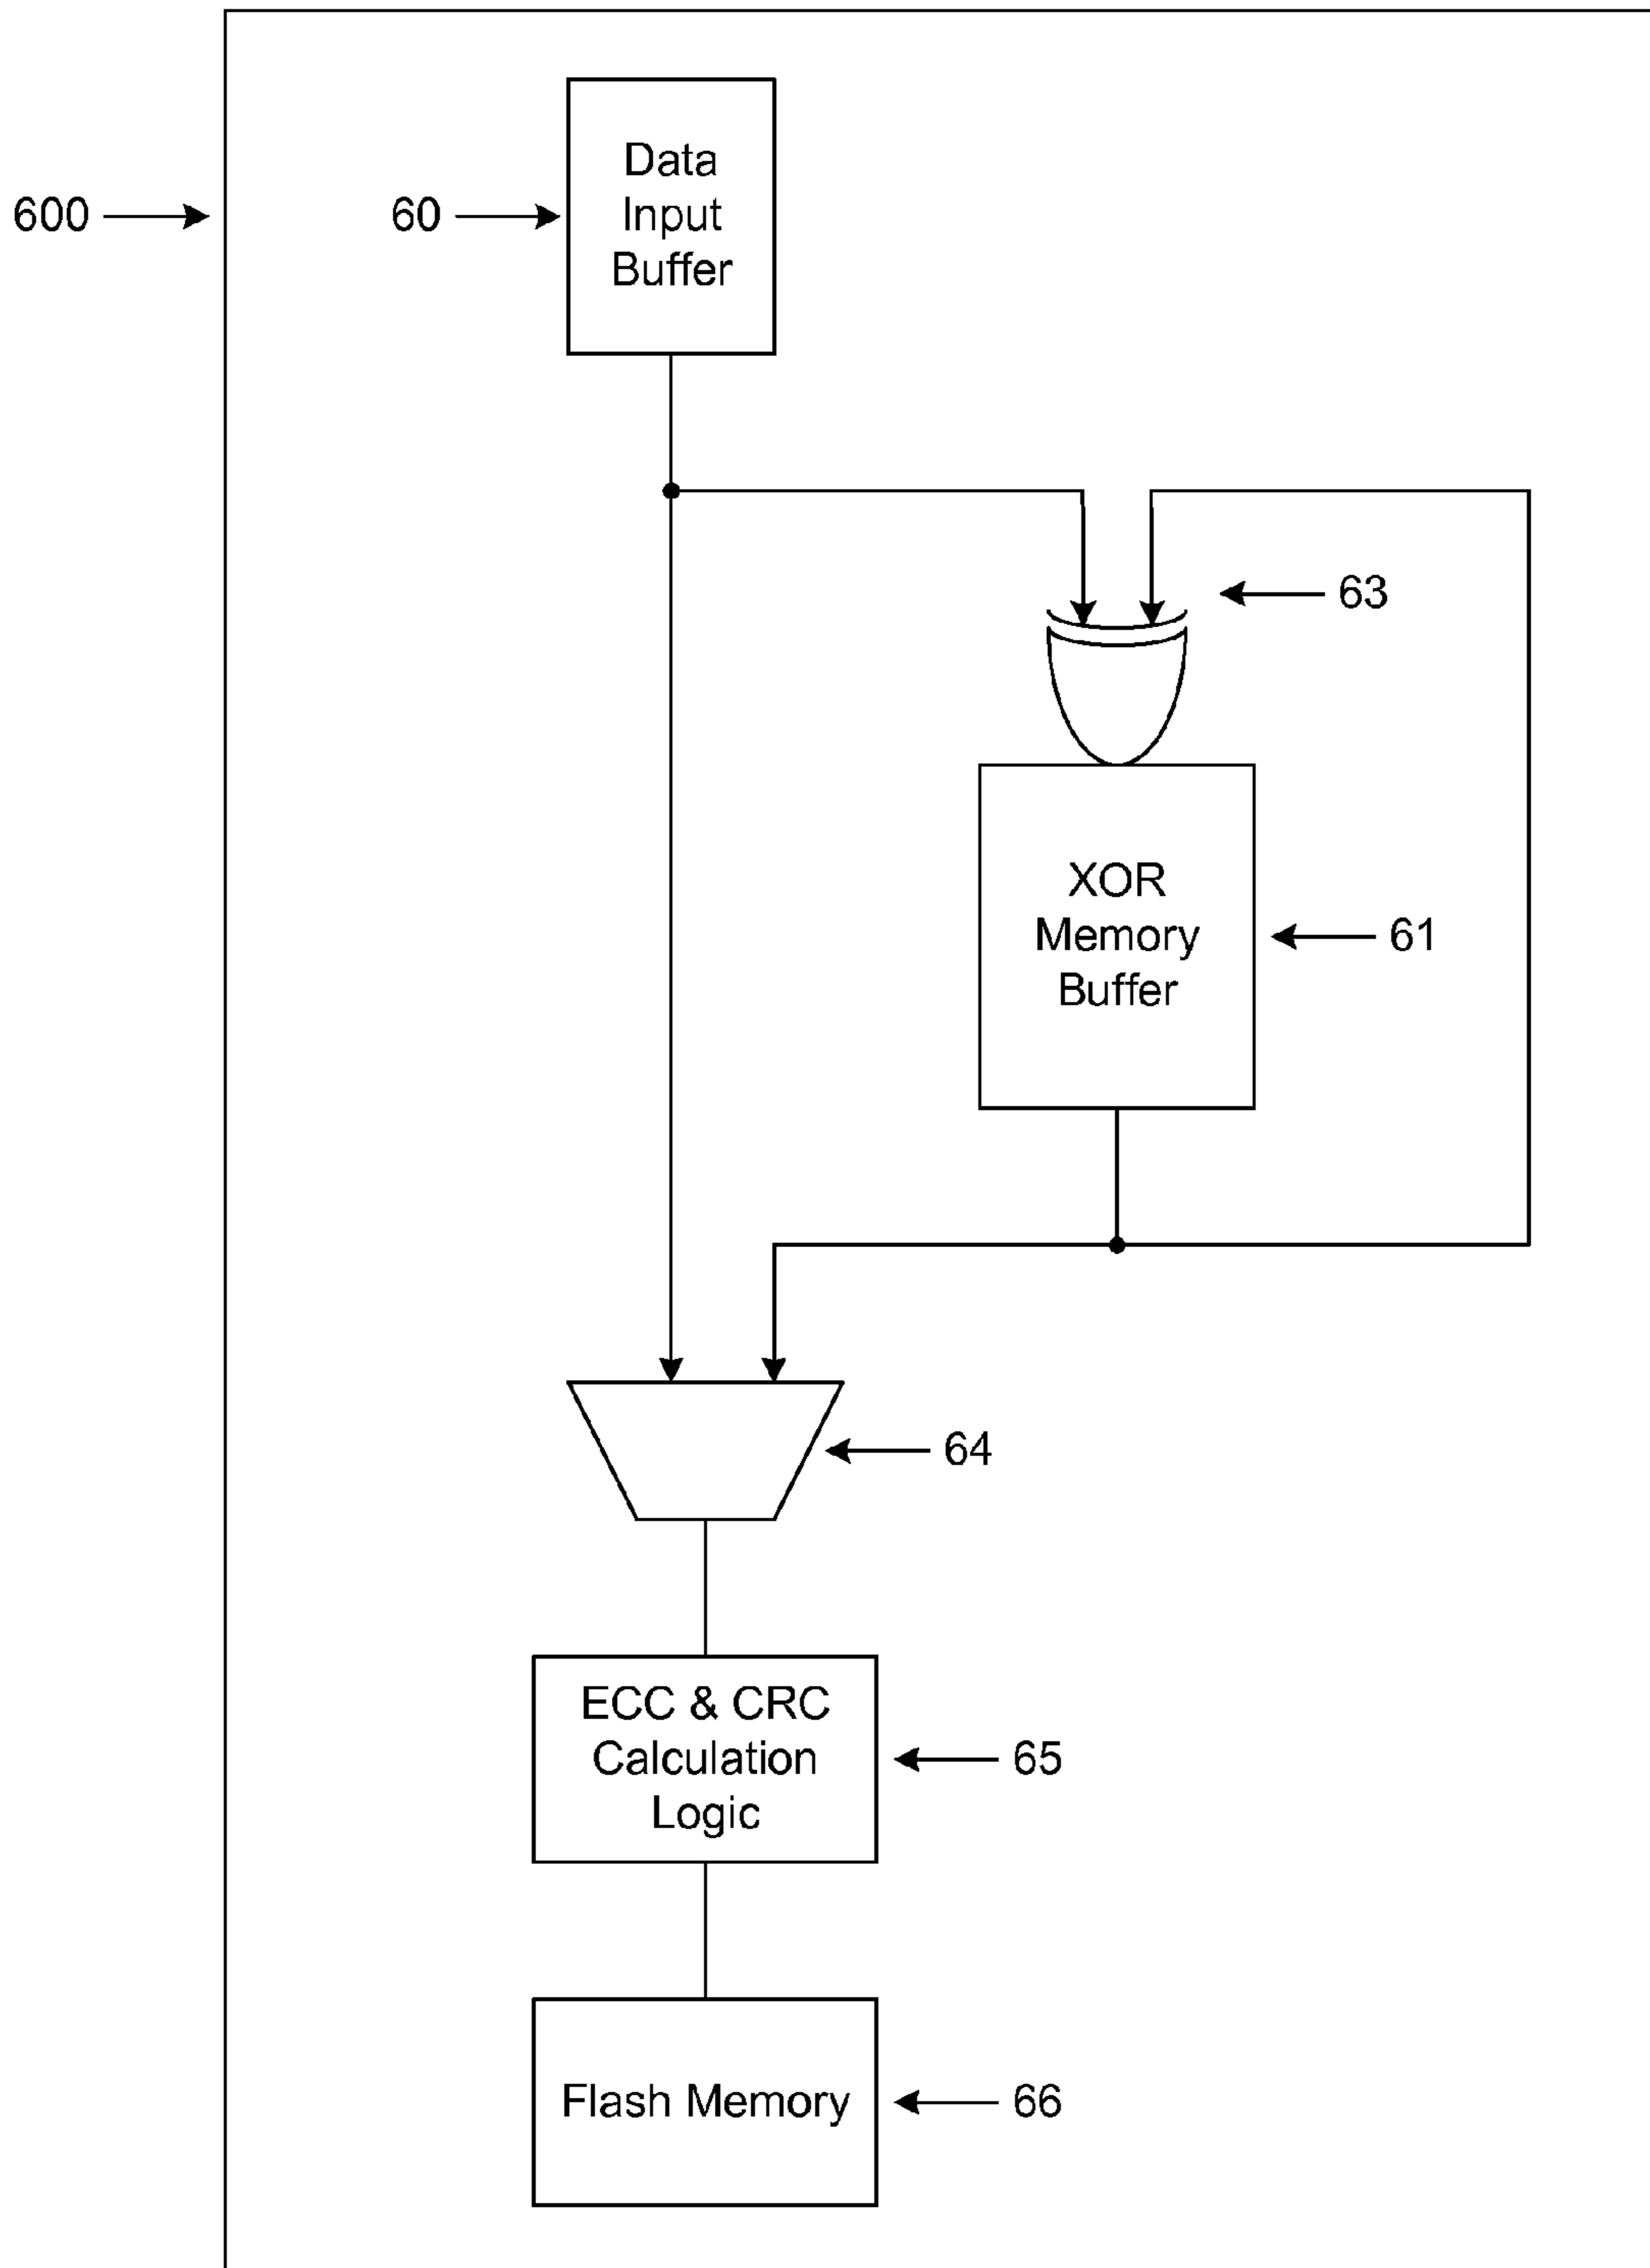 Data
Input
Buffer
600
60
63
XOR
Memory
Buffer
61
64
ECC & CRC
Calculation
Logic
65
Flash Memory
66